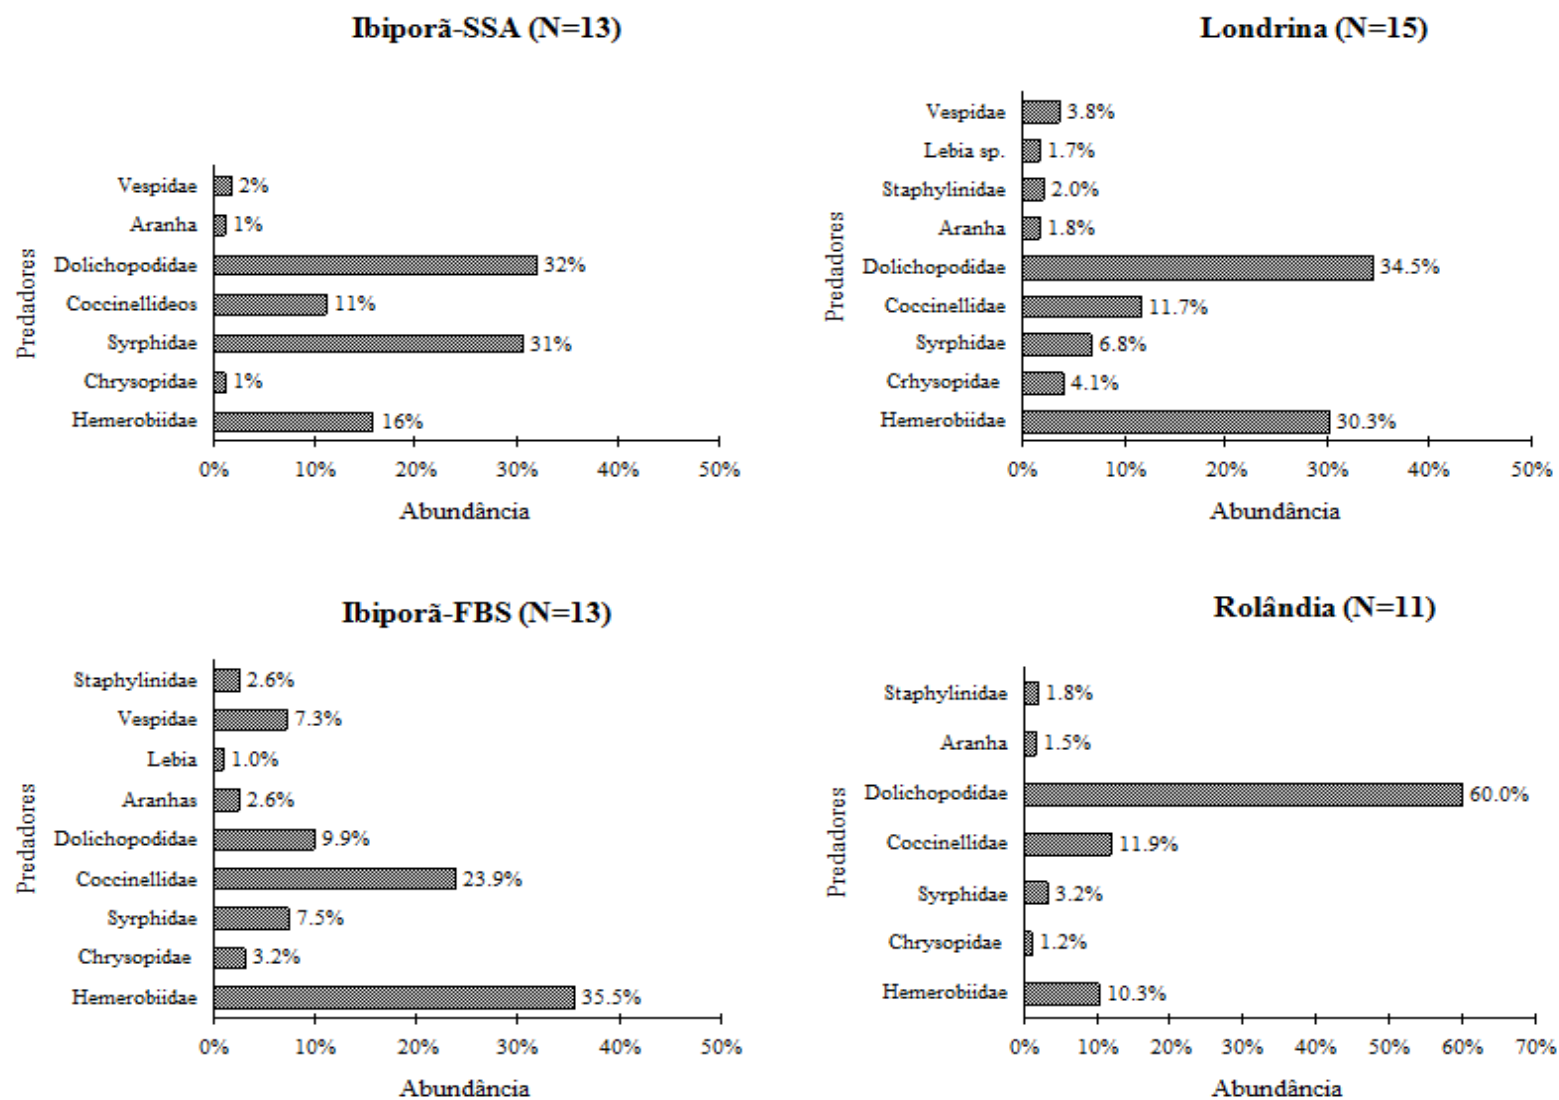 Ibiporã-SSA (N=13)
Predadores
Vespidae 2%
Aranha 1%
Dolichopodidae 32%
Coccinellideos 11%
Syrphidae 31%
Chrysopidae 1%
Hemerobiidae 16%
0% 10% 20% 30% 40% 50%
Abundância
Londrina (N=15)
Predadores
Vespidae 3.8%
Lebia sp. 1.7%
Staphylinidae 2.0%
Aranha 1.8%
Dolichopodidae 34.5%
Coccinellidae 11.7%
Syrphidae 6.8%
Crhysopidae 4.1%
Hemerobiidae 30.3%
0% 10% 20% 30% 40% 50%
Abundância
Ibiporã-FBS (N=13)
Predadores
Staphylinidae 2.6%
Vespidae 7.3%
Lebia 1.0%
Aranhas 2.6%
Dolichopodidae 9.9%
Coccinellidae 23.9%
Syrphidae 7.5%
Chrysopidae 3.2%
Hemerobiidae 35.5%
0% 10% 20% 30% 40% 50%
Abundância
Rolândia (N=11)
Predadores
Staphylinidae 1.8%
Aranha 1.5%
Dolichopodidae 60.0%
Coccinellidae 11.9%
Syrphidae 3.2%
Chrysopidae 1.2%
Hemerobiidae 10.3%
0% 10% 20% 30% 40% 50% 60% 70%
Abundância